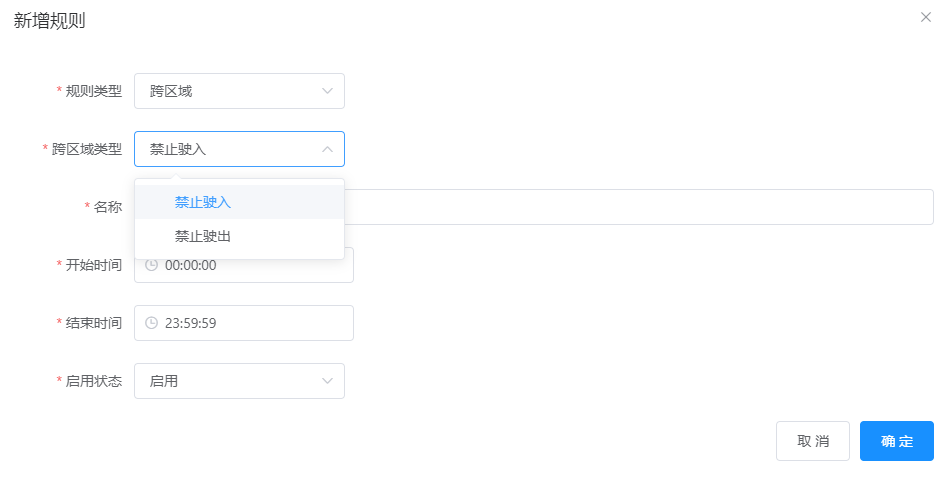 新增规则
* 规则类型 跨区域
* 跨区域类型 禁止驶入
禁止驶入
* 名称
禁止驶出
* 开始时间 00:00:00
* 结束时间 23:59:59
* 启用状态 启用
取消 确定